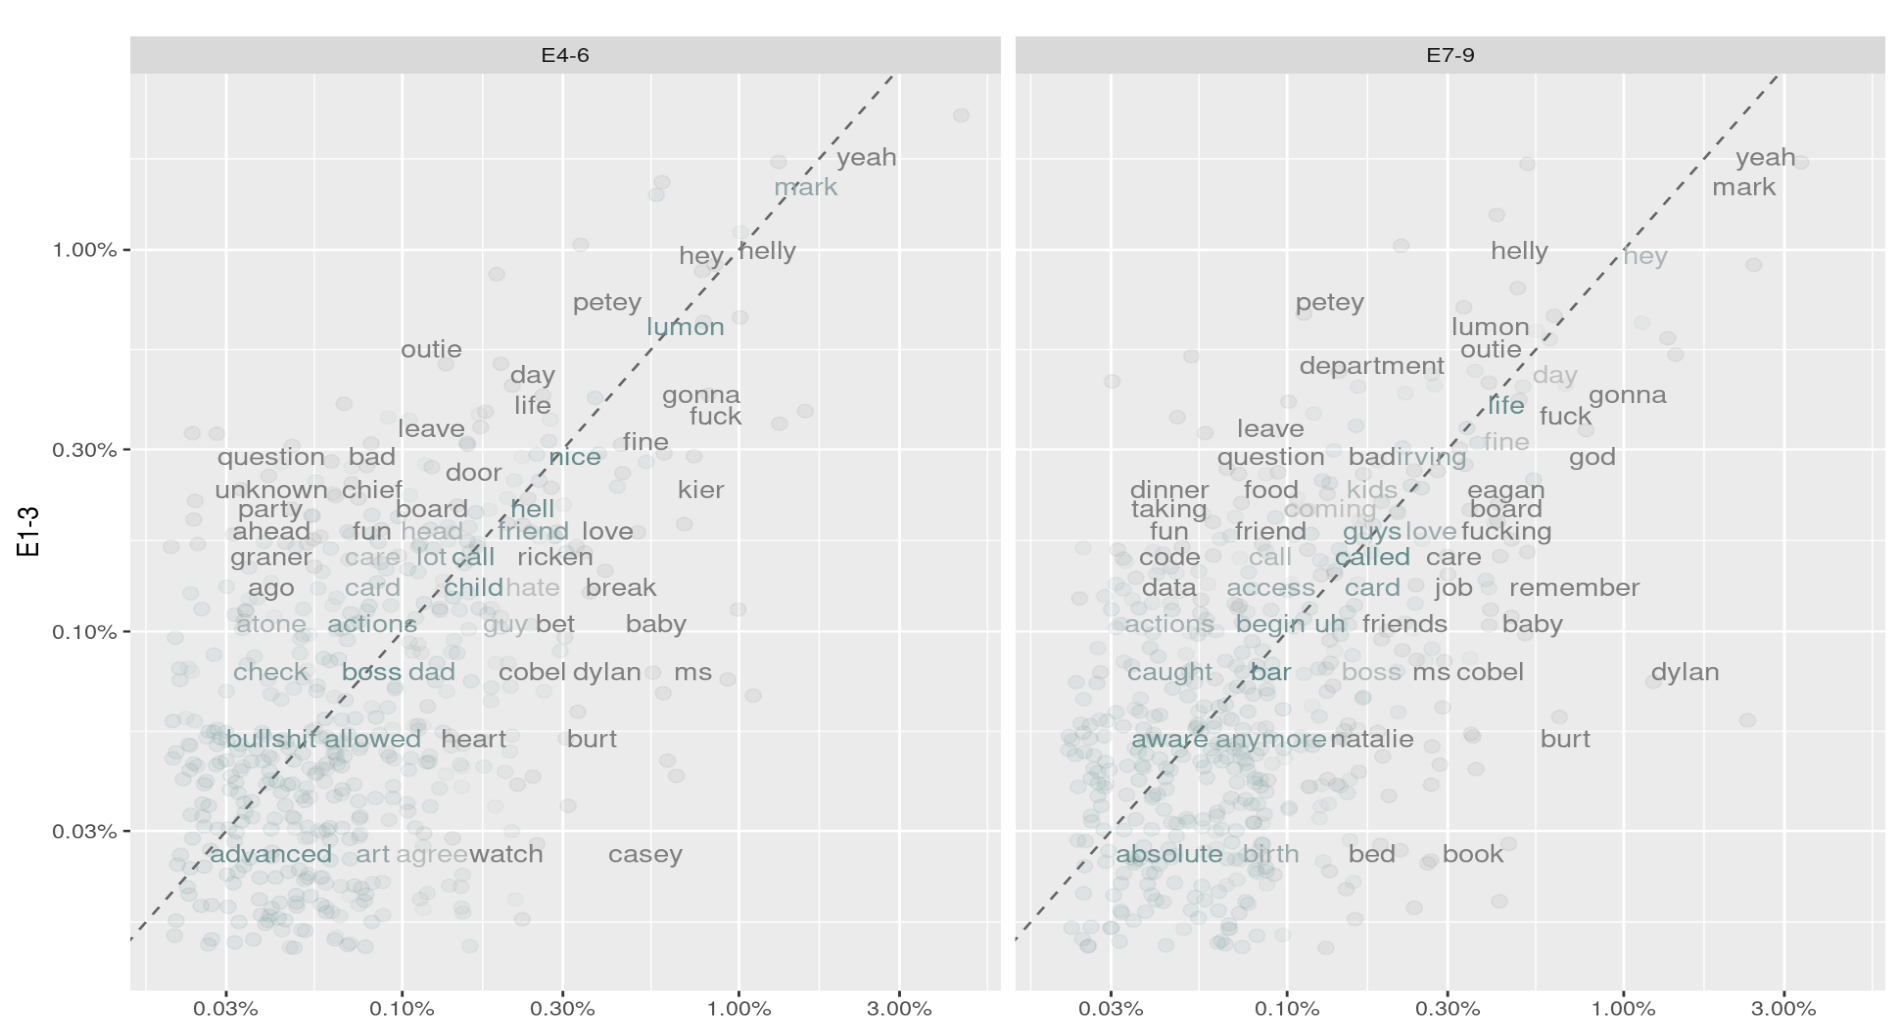 E4-6 E7-9
yeah yeah
mark mark
1.00% hey helly helly hey
petey petey
lumon lumon
outie outie
day department day
life gonna life gonna
fuck fuck
leave fine leave fine
0.30% question bad nice question bad irving god
door
unknown chief kier dinner food kids eagan
party board hell taking coming board
ahead fun head friend love fun friend guys love fucking
E1-3
graner care lot call ricken code call called care
ago card child hate break data access card job remember
0.10% atone actions guy bet baby actions begin uh friends baby
check boss dad cobel dylan ms caught bar boss ms cobel dylan
bullshit allowed heart burt aware anymore natalie burt
0.03%
advanced art agree watch casey absolute birth bed book
0.03% 0.10% 0.30% 1.00% 3.00% 0.03% 0.10% 0.30% 1.00% 3.00%